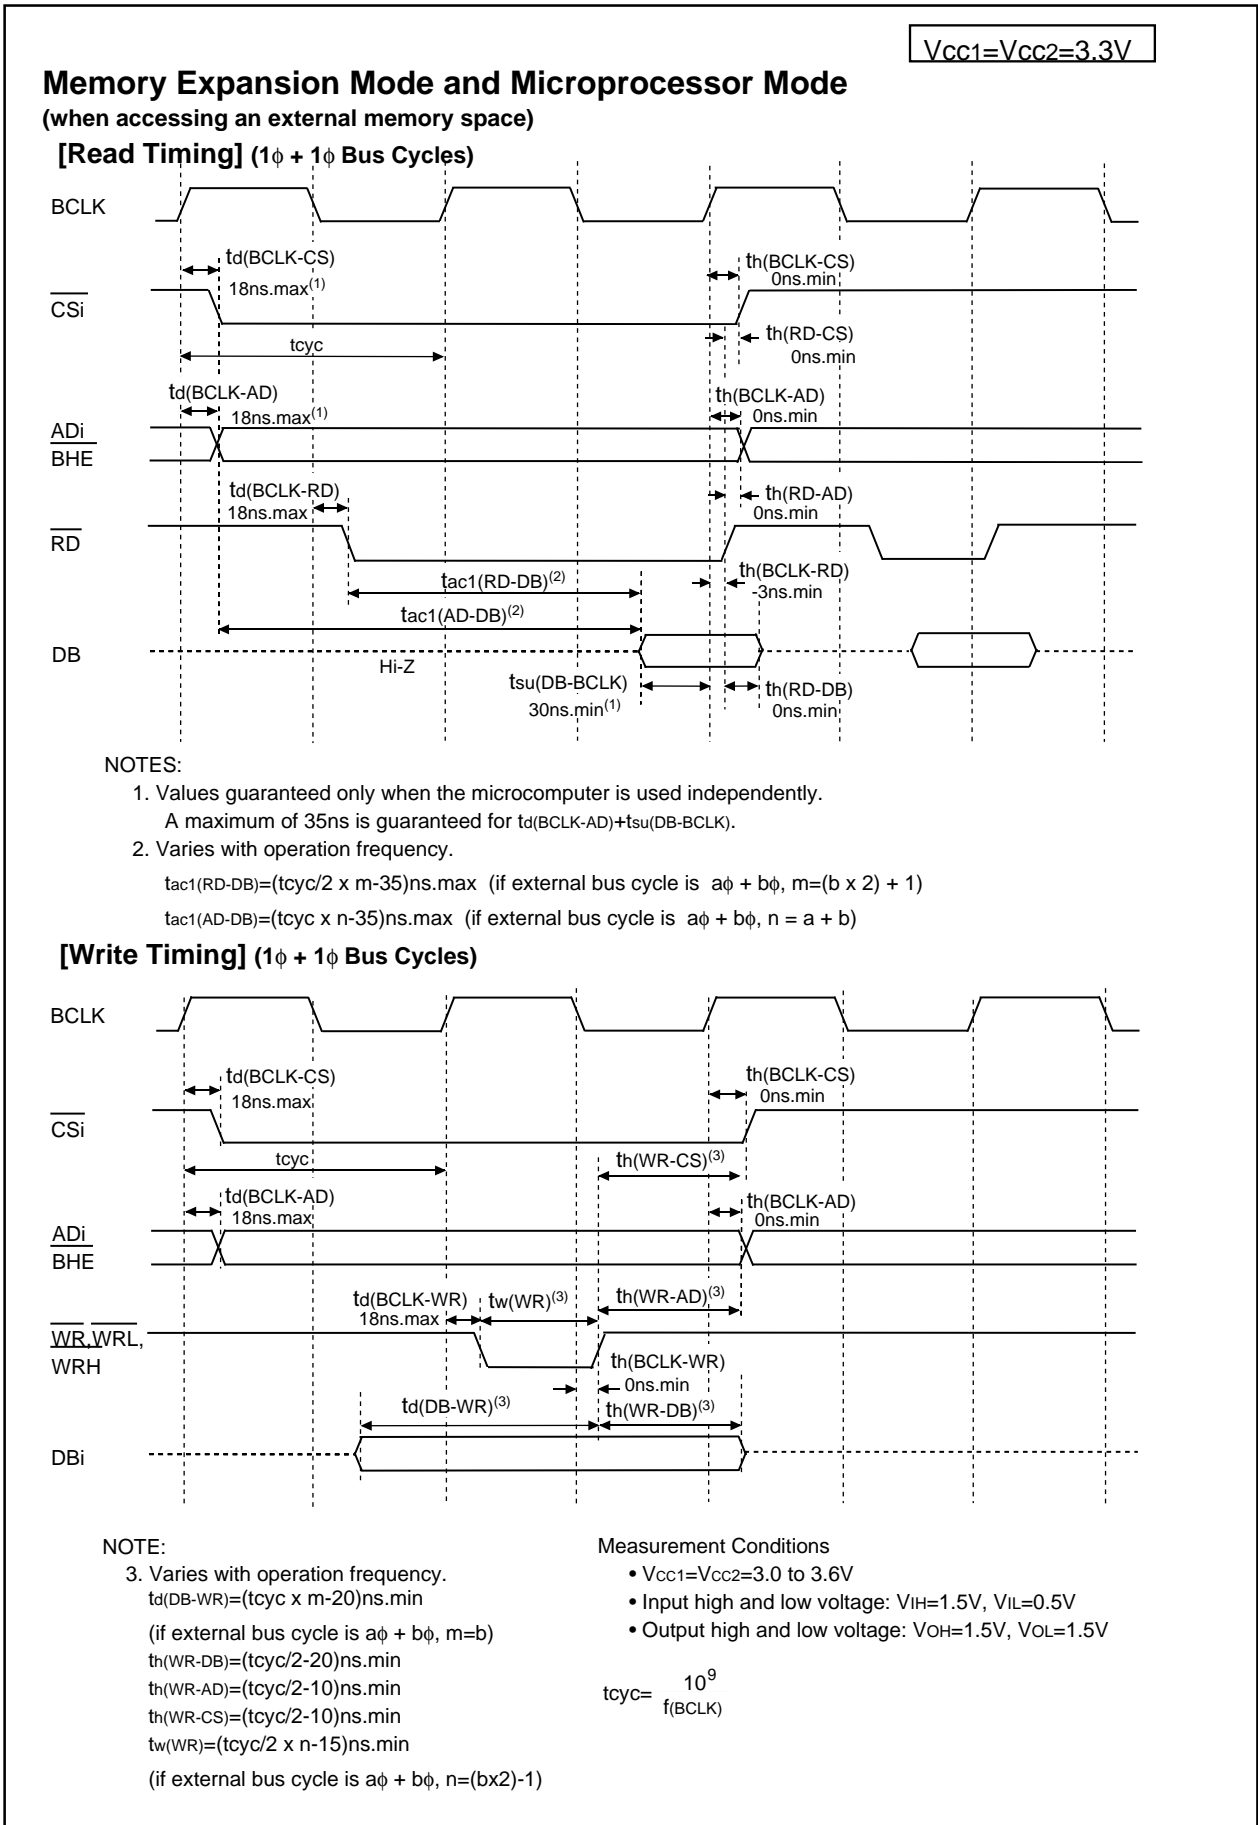 Vcc1=Vcc2=3.3V
Memory Expansion Mode and Microprocessor Mode
(when accessing an external memory space)
[Read Timing] (1ϕ + 1ϕ Bus Cycles)
BCLK
td(BCLK-CS)
18ns.max(1)
th(BCLK-CS)
0ns.min
CSi
th(RD-CS)
0ns.min
tcyc
td(BCLK-AD)
18ns.max(1)
th(BCLK-AD)
0ns.min
ADi
BHE
td(BCLK-RD)
18ns.max
th(RD-AD)
0ns.min
RD
th(BCLK-RD)
-3ns.min
tac1(RD-DB)(2)
tac1(AD-DB)(2)
DB
Hi-Z
tsu(DB-BCLK)
30ns.min(1)
th(RD-DB)
0ns.min
NOTES:
1. Values guaranteed only when the microcomputer is used independently.
A maximum of 35ns is guaranteed for td(BCLK-AD)+tsu(DB-BCLK).
2. Varies with operation frequency.
tac1(RD-DB)=(tcyc/2 x m-35)ns.max (if external bus cycle is aϕ + bϕ, m=(b x 2) + 1)
tac1(AD-DB)=(tcyc x n-35)ns.max (if external bus cycle is aϕ + bϕ, n = a + b)
[Write Timing] (1ϕ + 1ϕ Bus Cycles)
BCLK
td(BCLK-CS)
18ns.max
th(BCLK-CS)
0ns.min
CSi
tcyc
th(WR-CS)(3)
td(BCLK-AD)
18ns.max
th(BCLK-AD)
0ns.min
ADi
BHE
td(BCLK-WR)
18ns.max
tw(WR)(3)
th(WR-AD)(3)
WR,WRL,
WRH
th(BCLK-WR)
0ns.min
td(DB-WR)(3)
th(WR-DB)(3)
DBi
NOTE:
3. Varies with operation frequency.
td(DB-WR)=(tcyc x m-20)ns.min
(if external bus cycle is aϕ + bϕ, m=b)
th(WR-DB)=(tcyc/2-20)ns.min
th(WR-AD)=(tcyc/2-10)ns.min
th(WR-CS)=(tcyc/2-10)ns.min
tw(WR)=(tcyc/2 x n-15)ns.min
(if external bus cycle is aϕ + bϕ, n=(bx2)-1)
Measurement Conditions
• VCC1=VCC2=3.0 to 3.6V
• Input high and low voltage: VIH=1.5V, VIL=0.5V
• Output high and low voltage: VOH=1.5V, VOL=1.5V
tcyc= 10^9
f(BCLK)